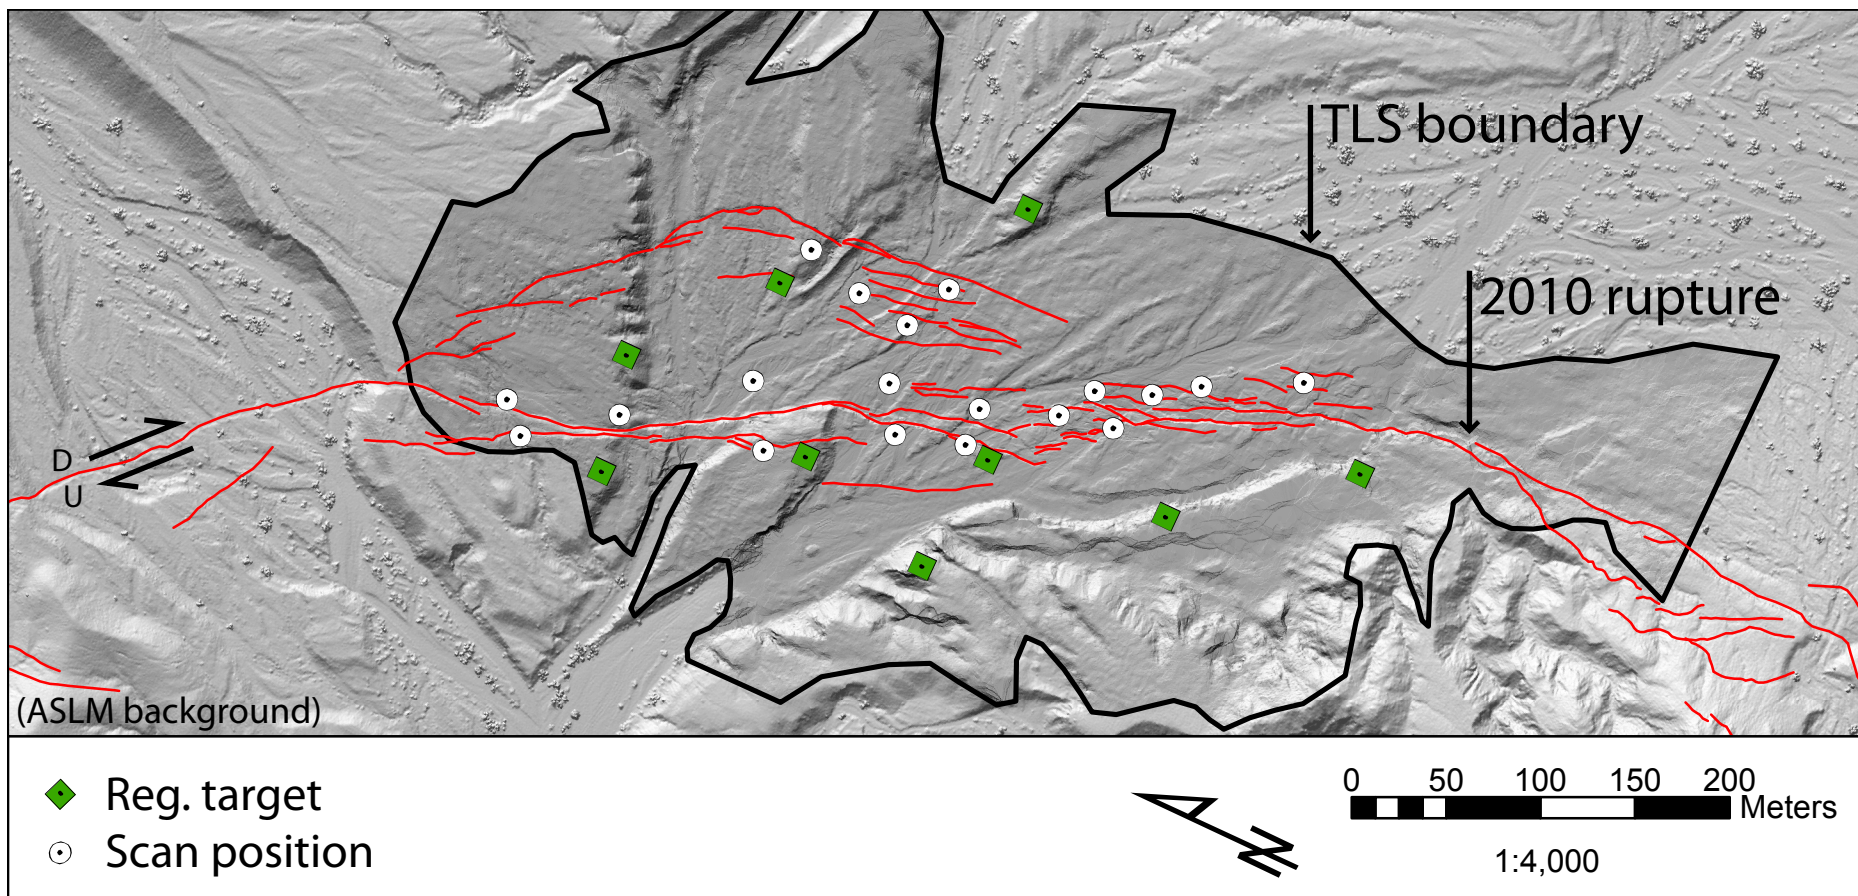 TLS boundary
2010 rupture
D
U
(ASLM background)
Reg. target
Scan position
N
0 50 100 150 200
Meters
1:4,000